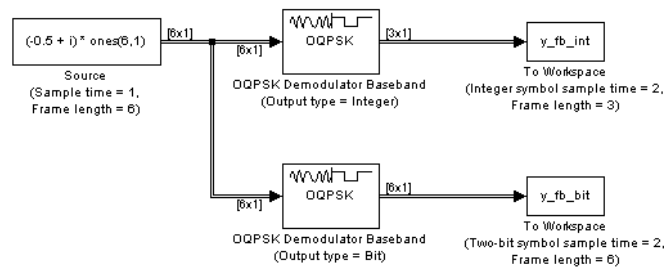 (-0.5 + i) * ones(6,1)
[6x1]
[6x1]
OQPSK
[3x1]
y_fb_int
Source
(Sample time = 1,
Frame length = 6)
OQPSK Demodulator Baseband
(Output type = Integer)
To Workspace
(Integer symbol sample time = 2,
Frame length = 3)
[6x1]
OQPSK
[6x1]
y_fb_bit
OQPSK Demodulator Baseband
(Output type = Bit)
To Workspace
(Two-bit symbol sample time = 2,
Frame length = 6)